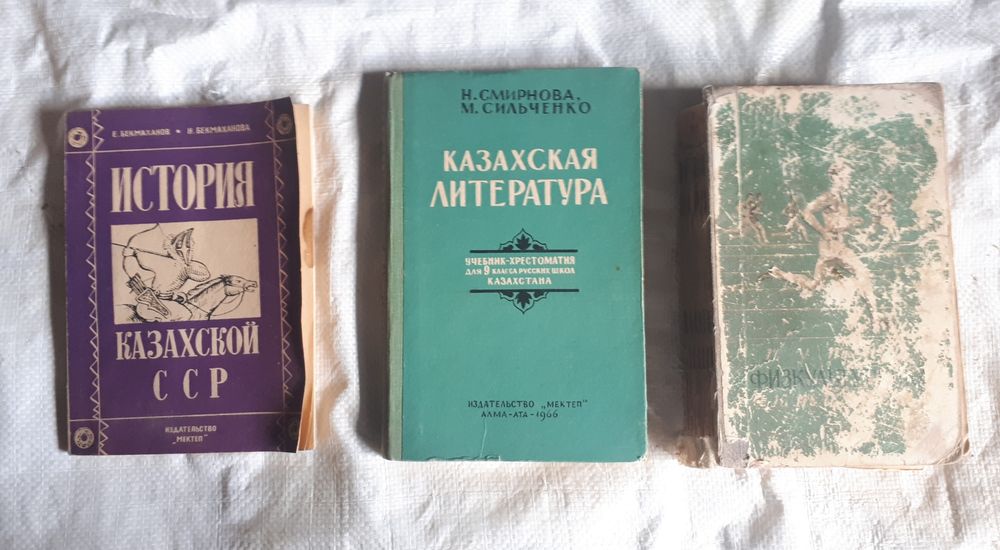 Е. БЕКМАХАНОВ • Н. БЕКМАХАНОВА
ИСТОРИЯ
КАЗАХСКОЙ
ССР
ИЗДАТЕЛЬСТВО
„МЕКТЕП"
Н. СМИРНОВА,
М. СИЛЬЧЕНКО
КАЗАХСКАЯ
ЛИТЕРАТУРА
УЧЕБНИК-ХРЕСТОМАТИЯ
ДЛЯ 9 КЛАССА РУССКИХ ШКОЛ
КАЗАХСТАНА
ИЗДАТЕЛЬСТВО „МЕКТЕП"
АЛМА-АТА-1966